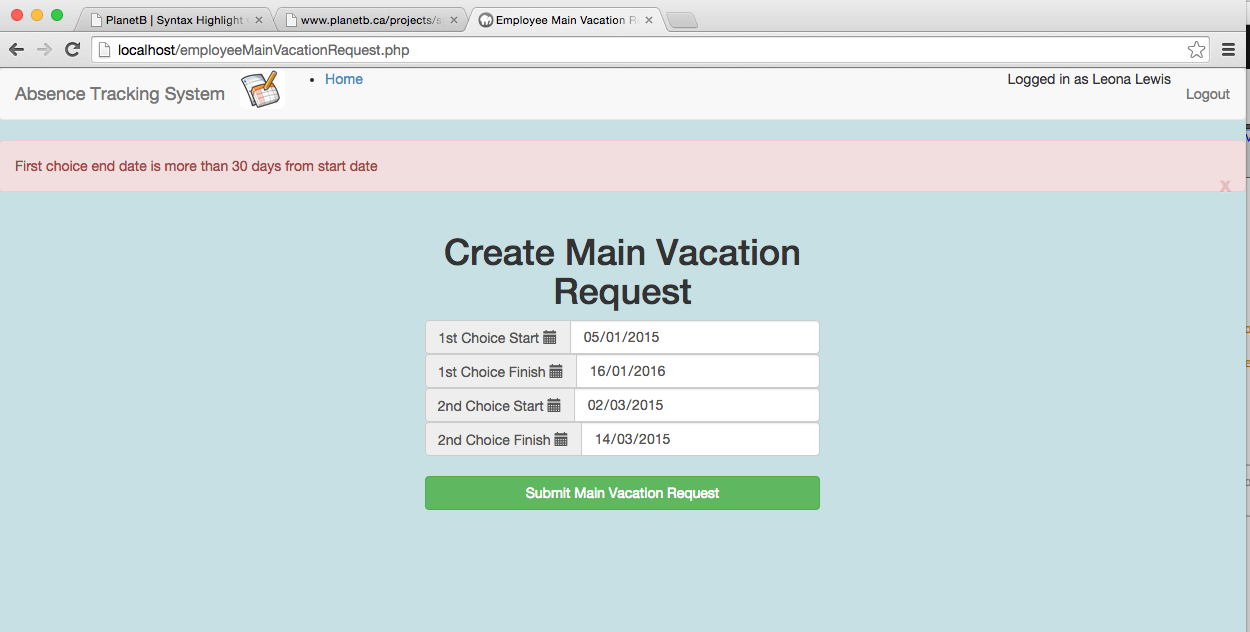 PlanetB | Syntax Highlight
www.planetb.ca/projects/s
Employee Main Vacation R
localhost/employeeMainVacationRequest.php
Absence Tracking System
Home
Logged in as Leona Lewis
Logout
First choice end date is more than 30 days from start date
x
Create Main Vacation
Request
1st Choice Start 05/01/2015
1st Choice Finish 16/01/2016
2nd Choice Start 02/03/2015
2nd Choice Finish 14/03/2015
Submit Main Vacation Request